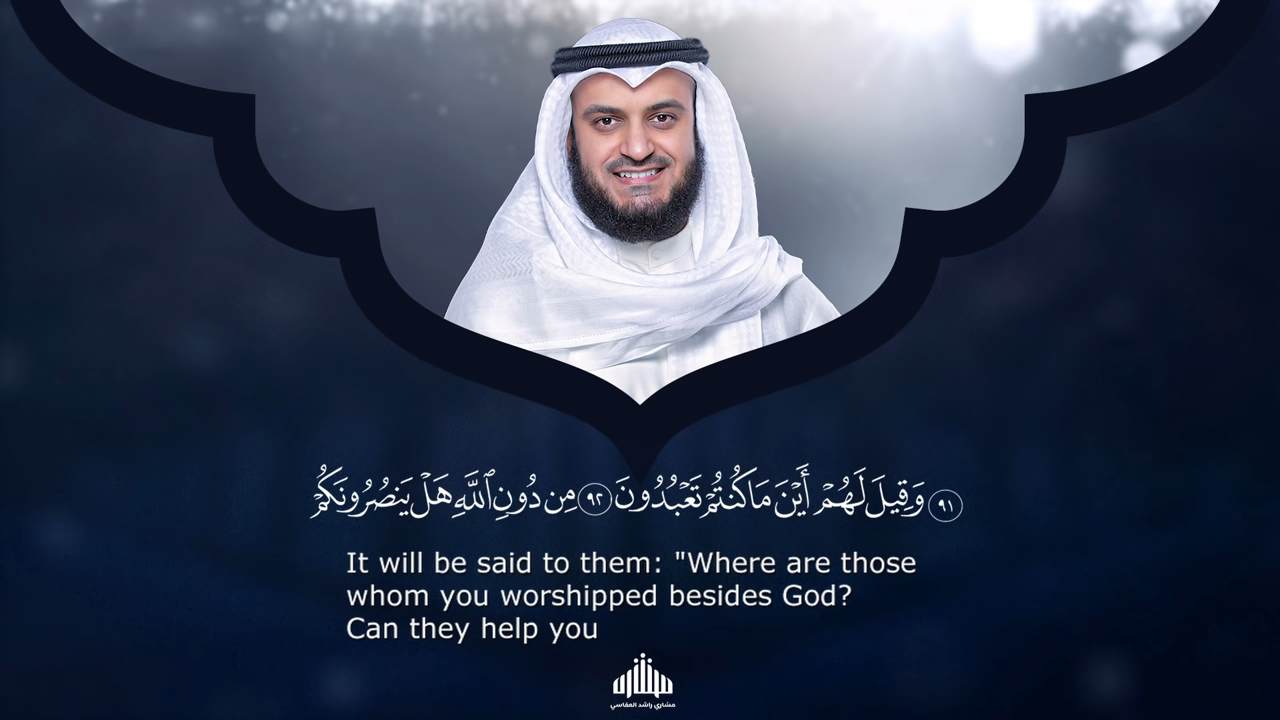 ٩١ وَقِيلَ لَهُمْ أَيْنَ مَا كُنتُمْ تَعْبُدُونَ ٩٢ مِن دُونِ ٱللَّهِ هَلْ يَنصُرُونَكُمْ
It will be said to them: "Where are those
whom you worshipped besides God?
Can they help you
مشاري راشد العفاسي